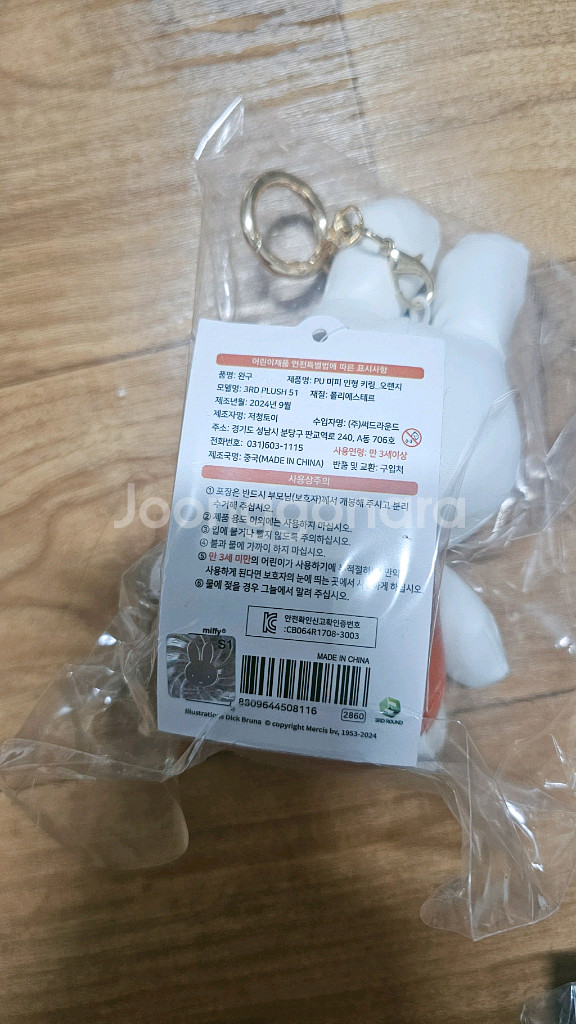 어린이제품 안전특별법에 따른 표시사항
품명: 완구 제품명: PU 미피 인형 키링_오렌지
모델명: 3RD PLUSH 51 재질: 폴리에스테르
제조년월: 2024년 9월
제조자명: 저청토이 수입자명: (주)써드라운드
주소: 경기도 성남시 분당구 판교역로 240, A동 706호
전화번호: 031)603-1115 사용연령: 만 3세이상
제조국명: 중국(MADE IN CHINA) 반품 및 교환: 구입처
사용상주의
① 포장은 반드시 부모님(보호자)께서 개봉해 주시고 분리
수거해 주십시오.
② 제품 용도 이외에는 사용하지 마십시오.
③ 입에 물거나 빨지 않도록 주의하십시오.
④ 불과 물에 가까이 하지 마십시오.
⑤ 만 3세 미만의 어린이가 사용하기에 부적절하
사용하게 된다면 보호자의 눈에 띄는 곳에서 사 하게 하십시오.
⑥ 물에 젖을 경우 그늘에서 말려 주십시오.
안전확인신고확인증번호
:CB064R1708-3003
miffy®
S1
MADE IN CHINA
8809644508116
2860
3RD ROUND
Illustrations Dick Bruna © copyright Mercis bv, 1953-2024
Joonggonara